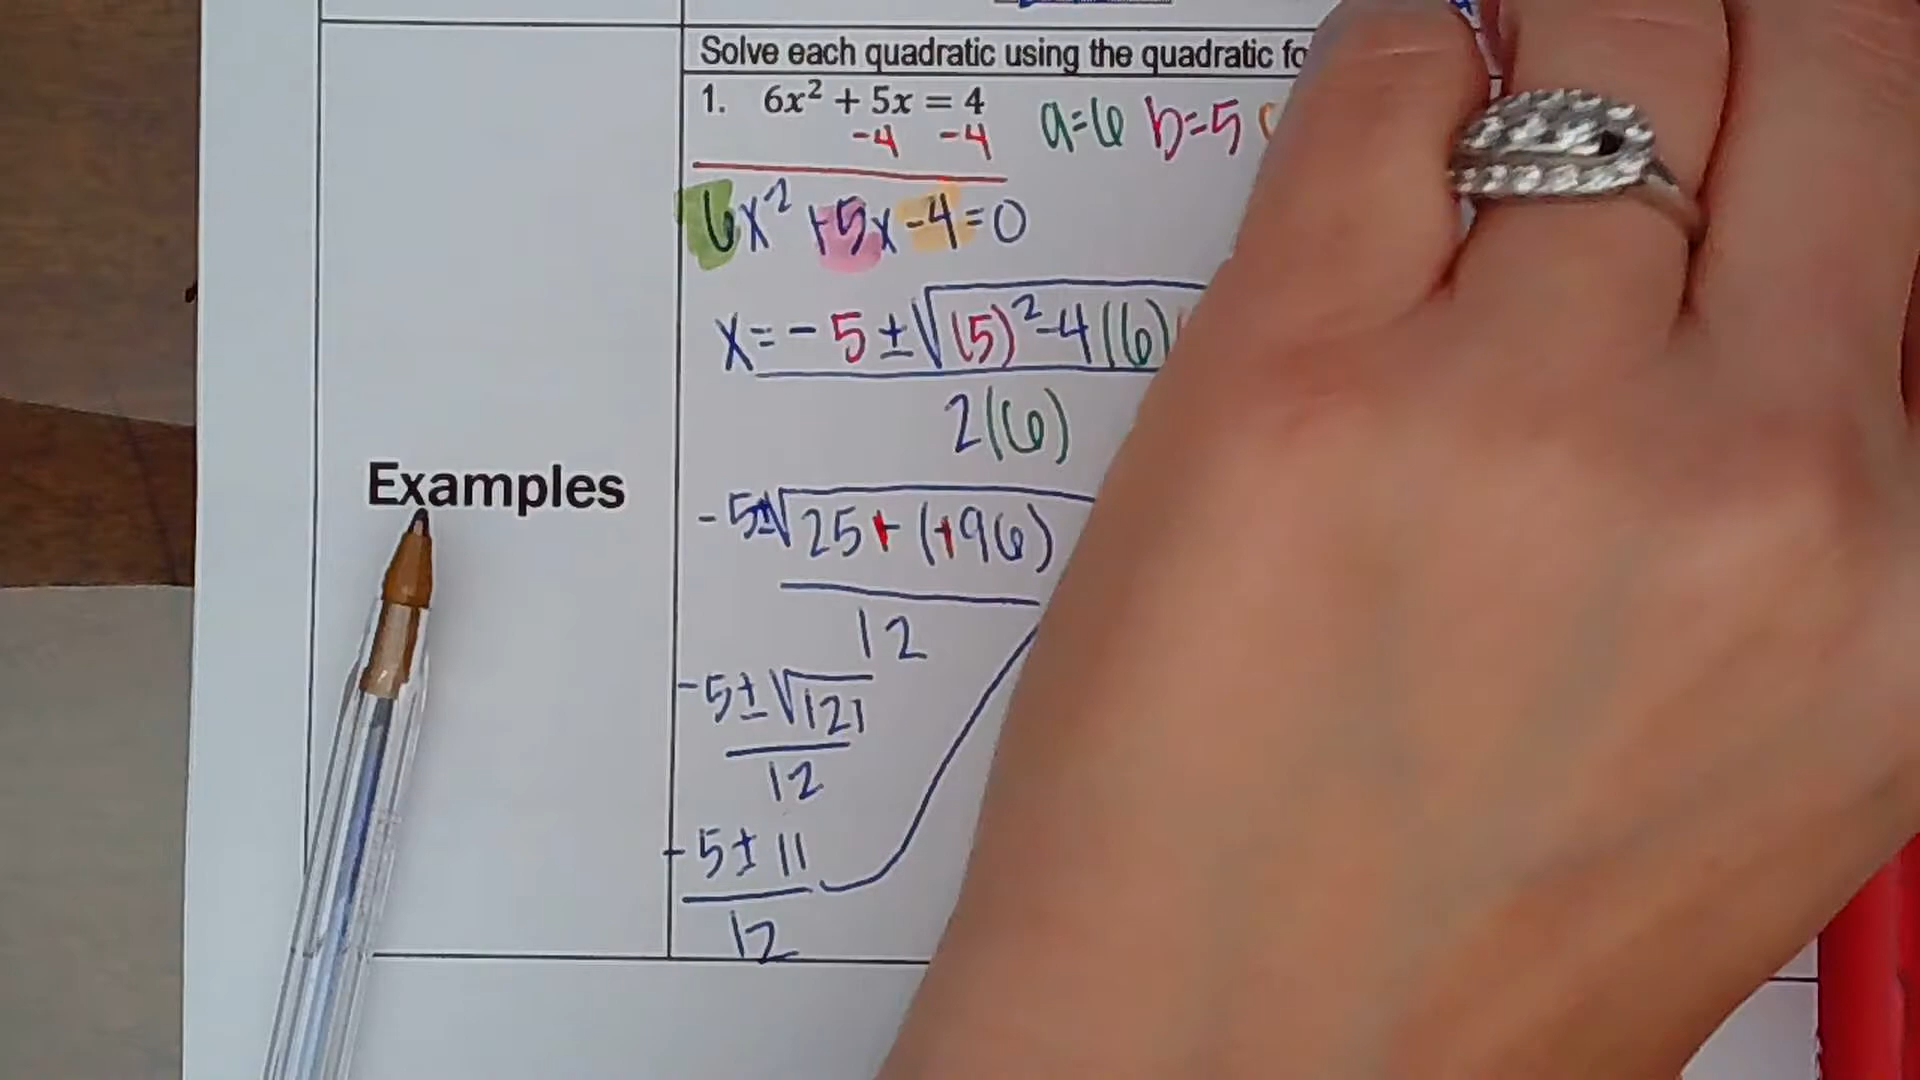 Solve each quadratic using the quadratic fo
1. 6x² + 5x = 4
-4 -4
a=6 b=5
6x² +5x -4 = 0
x = -5 ± √(5)² -4(6)
2(6)
Examples
-5 ± √25 + (+96)
12
-5 ± √121
12
-5 ± 11
12